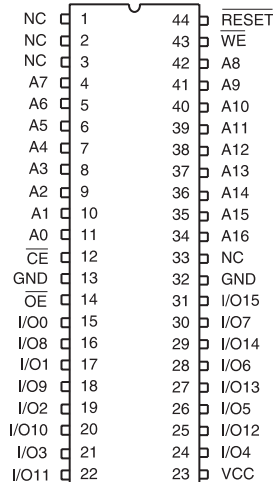 NC 1 44 RESET
NC 2 43 WE
NC 3 42 A8
A7 4 41 A9
A6 5 40 A10
A5 6 39 A11
A4 7 38 A12
A3 8 37 A13
A2 9 36 A14
A1 10 35 A15
A0 11 34 A16
CE 12 33 NC
GND 13 32 GND
OE 14 31 I/O15
I/O0 15 30 I/O7
I/O8 16 29 I/O14
I/O1 17 28 I/O6
I/O9 18 27 I/O13
I/O2 19 26 I/O5
I/O10 20 25 I/O12
I/O3 21 24 I/O4
I/O11 22 23 VCC